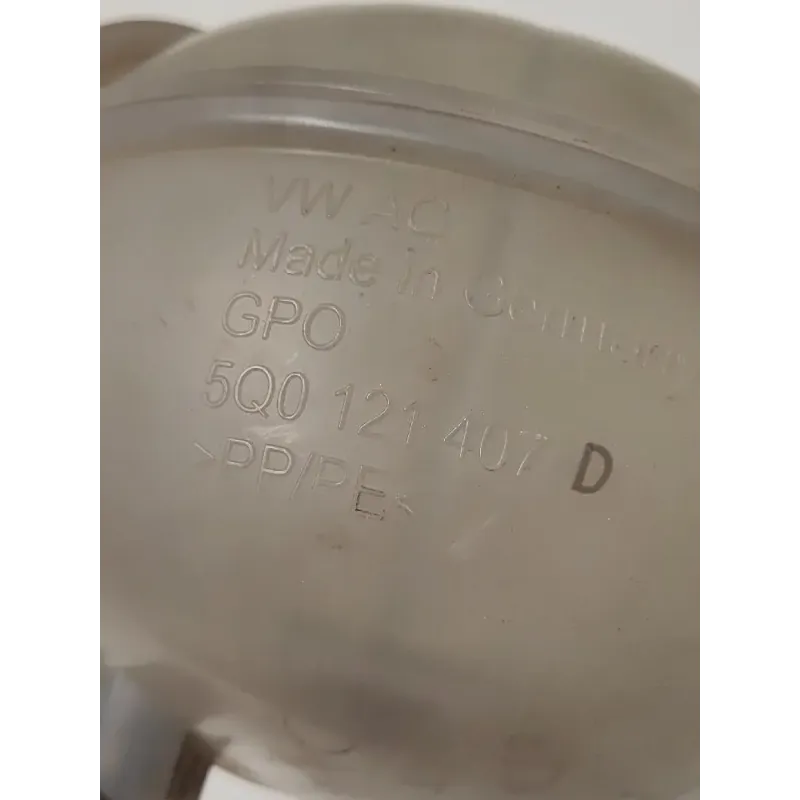 VW AG
Made in Germany
GPO
5Q0 121 407 D
>PP/PE<